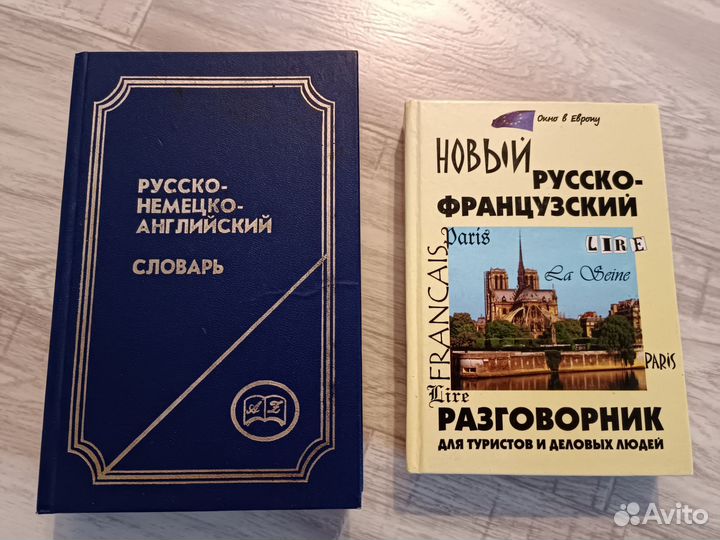 РУССКО-
НЕМЕЦКО-
АНГЛИЙСКИЙ
СЛОВАРЬ
A Z
Окно в Европу
НОВЫЙ
РУССКО-
ФРАНЦУЗСКИЙ
Paris
LIRE
La Seine
FRANCAIS
PARIS
Lire
РАЗГОВОРНИК
ДЛЯ ТУРИСТОВ И ДЕЛОВЫХ ЛЮДЕЙ
Avito